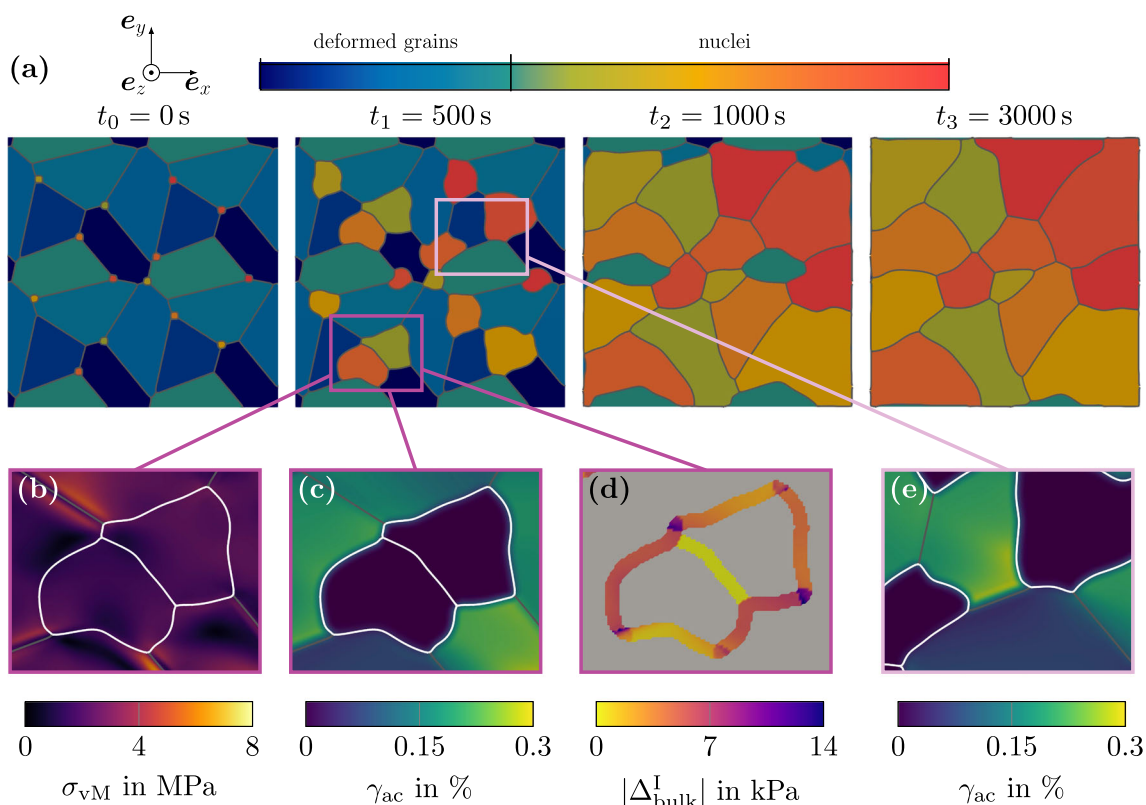 e_y
(a)
e_z
e_x
deformed grains
nuclei
t_0 = 0 s
t_1 = 500 s
t_2 = 1000 s
t_3 = 3000 s
(b)
(c)
(d)
(e)
0 4 8
0 0.15 0.3
0 7 14
0 0.15 0.3
σ_vM in MPa
γ_ac in %
|Δ^I_bulk| in kPa
γ_ac in %